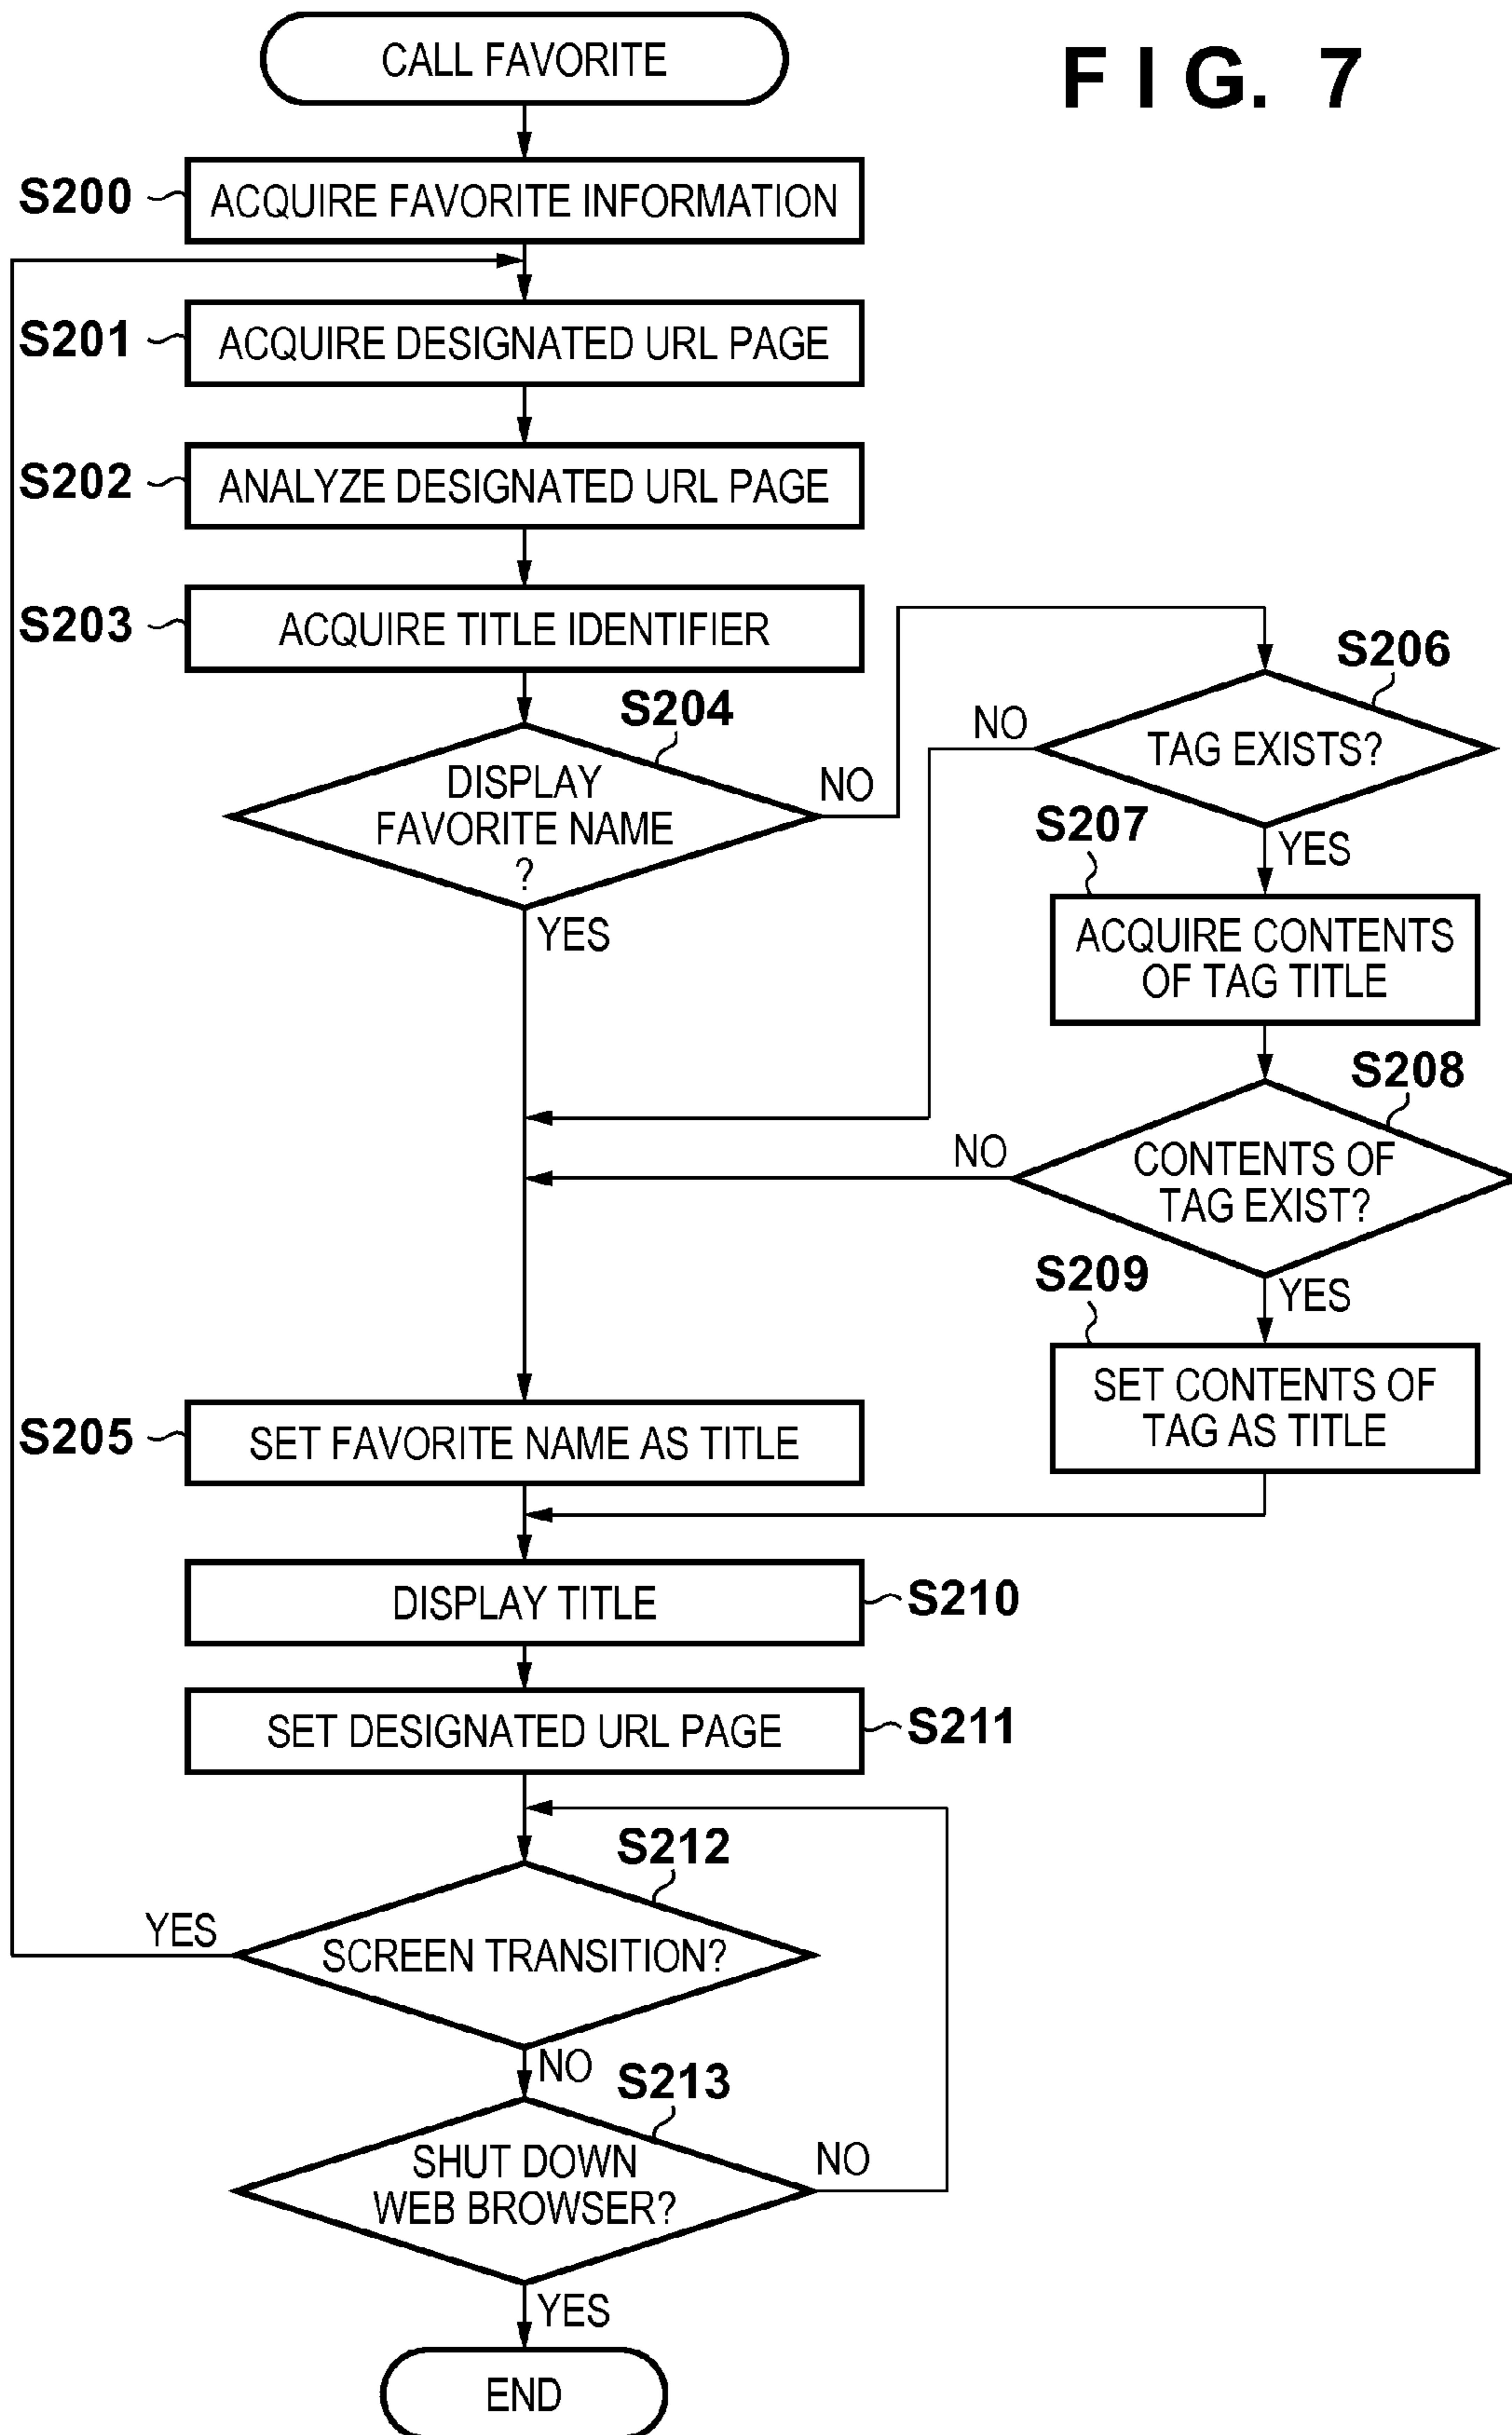 CALL FAVORITE
FIG. 7
S200
ACQUIRE FAVORITE INFORMATION
S201
ACQUIRE DESIGNATED URL PAGE
S202
ANALYZE DESIGNATED URL PAGE
S203
ACQUIRE TITLE IDENTIFIER
S204
DISPLAY
FAVORITE NAME
?
NO
YES
S206
TAG EXISTS?
NO
YES
S207
ACQUIRE CONTENTS
OF TAG TITLE
S208
CONTENTS OF
TAG EXIST?
NO
YES
S209
SET CONTENTS OF
TAG AS TITLE
S205
SET FAVORITE NAME AS TITLE
DISPLAY TITLE
S210
SET DESIGNATED URL PAGE
S211
S212
YES
SCREEN TRANSITION?
NO
S213
SHUT DOWN
WEB BROWSER?
NO
YES
END